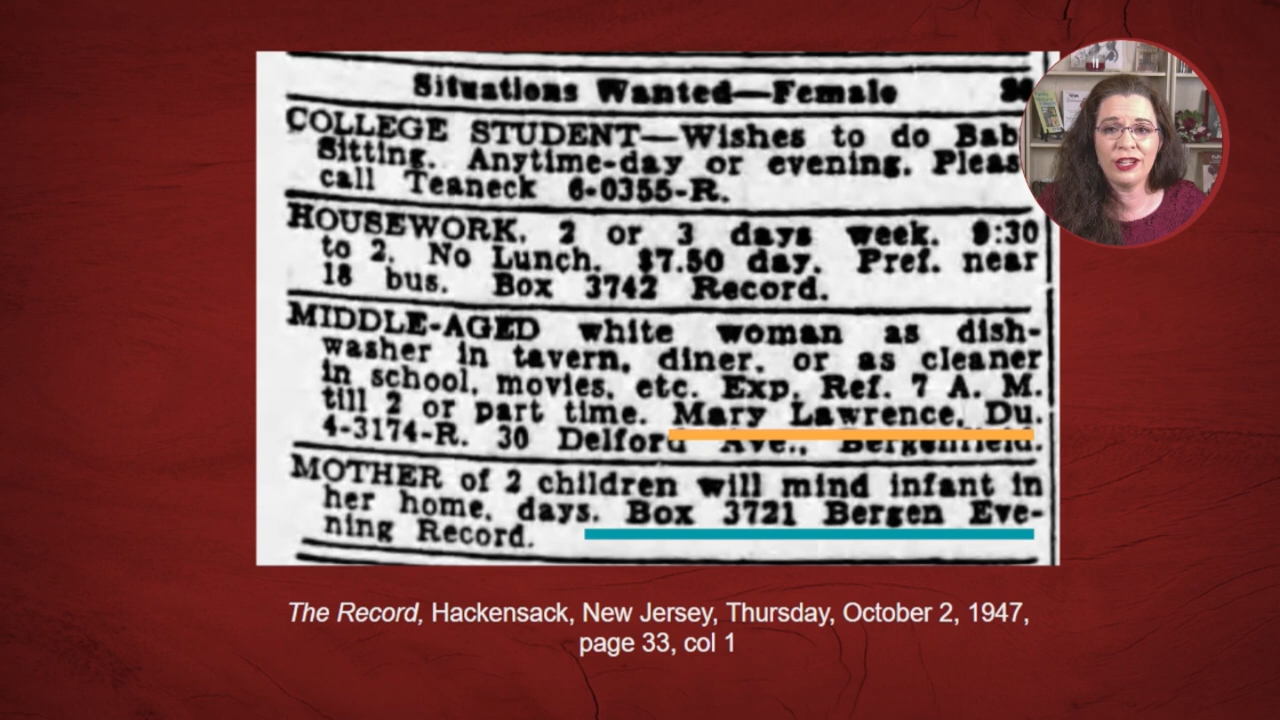 Situations Wanted—Female
COLLEGE STUDENT—Wishes to do
Sitting. Anytime-day or evening.
call Teaneck 6-0355-R.
HOUSEWORK, 2 or 3 days week. 9:30
to 2. No Lunch. $7.50 day. Pref. near
18 bus. Box 3742 Record.
MIDDLE-AGED white woman as dish-
washer in tavern, diner, or as cleaner
in school, movies, etc. Exp. Ref. 7 A. M.
till 2 or part time. Mary Lawrence, Du.
4-3174-R. 30 Delford Ave., Bergenfield.
MOTHER of 2 children will mind infant in
her home, days. Box 3721 Bergen Eve-
ning Record.
The Record, Hackensack, New Jersey, Thursday, October 2, 1947,
page 33, col 1